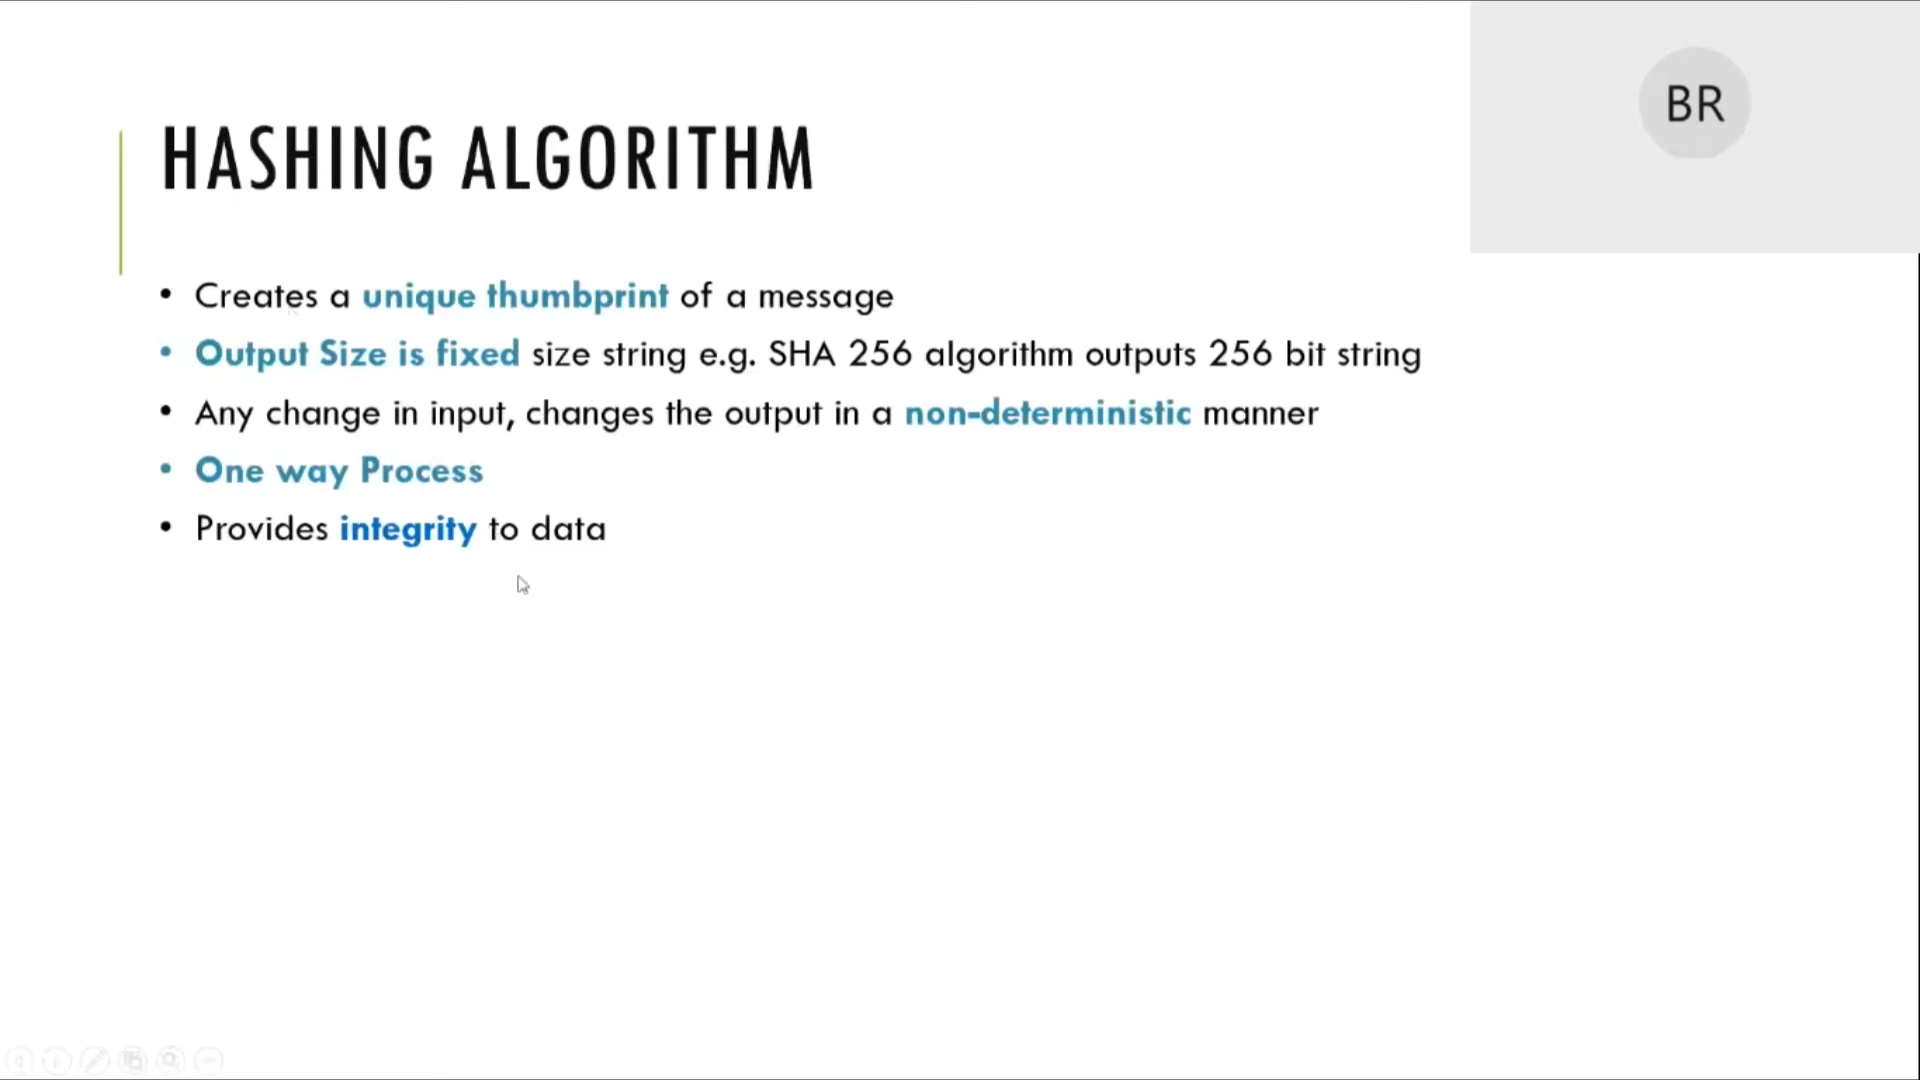 BR
HASHING ALGORITHM
• Creates a unique thumbprint of a message
• Output Size is fixed size string e.g. SHA 256 algorithm outputs 256 bit string
• Any change in input, changes the output in a non-deterministic manner
• One way Process
• Provides integrity to data